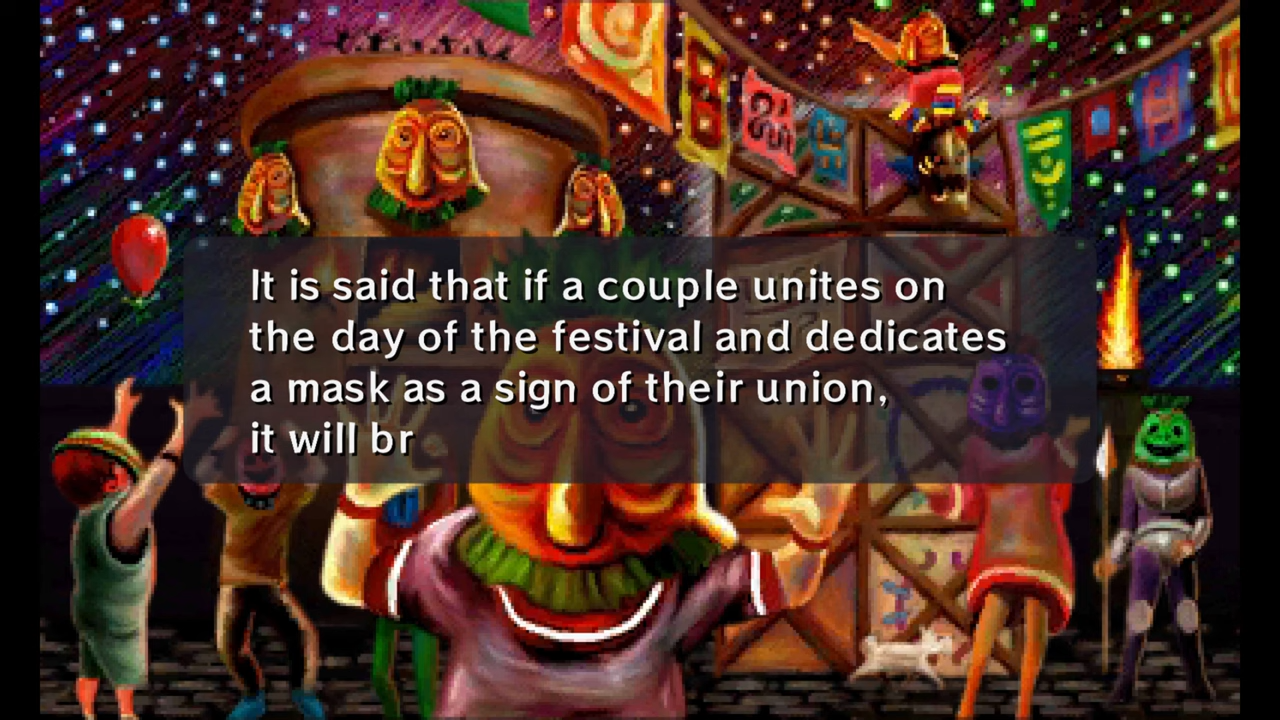 It is said that if a couple unites on
the day of the festival and dedicates
a mask as a sign of their union,
it will br